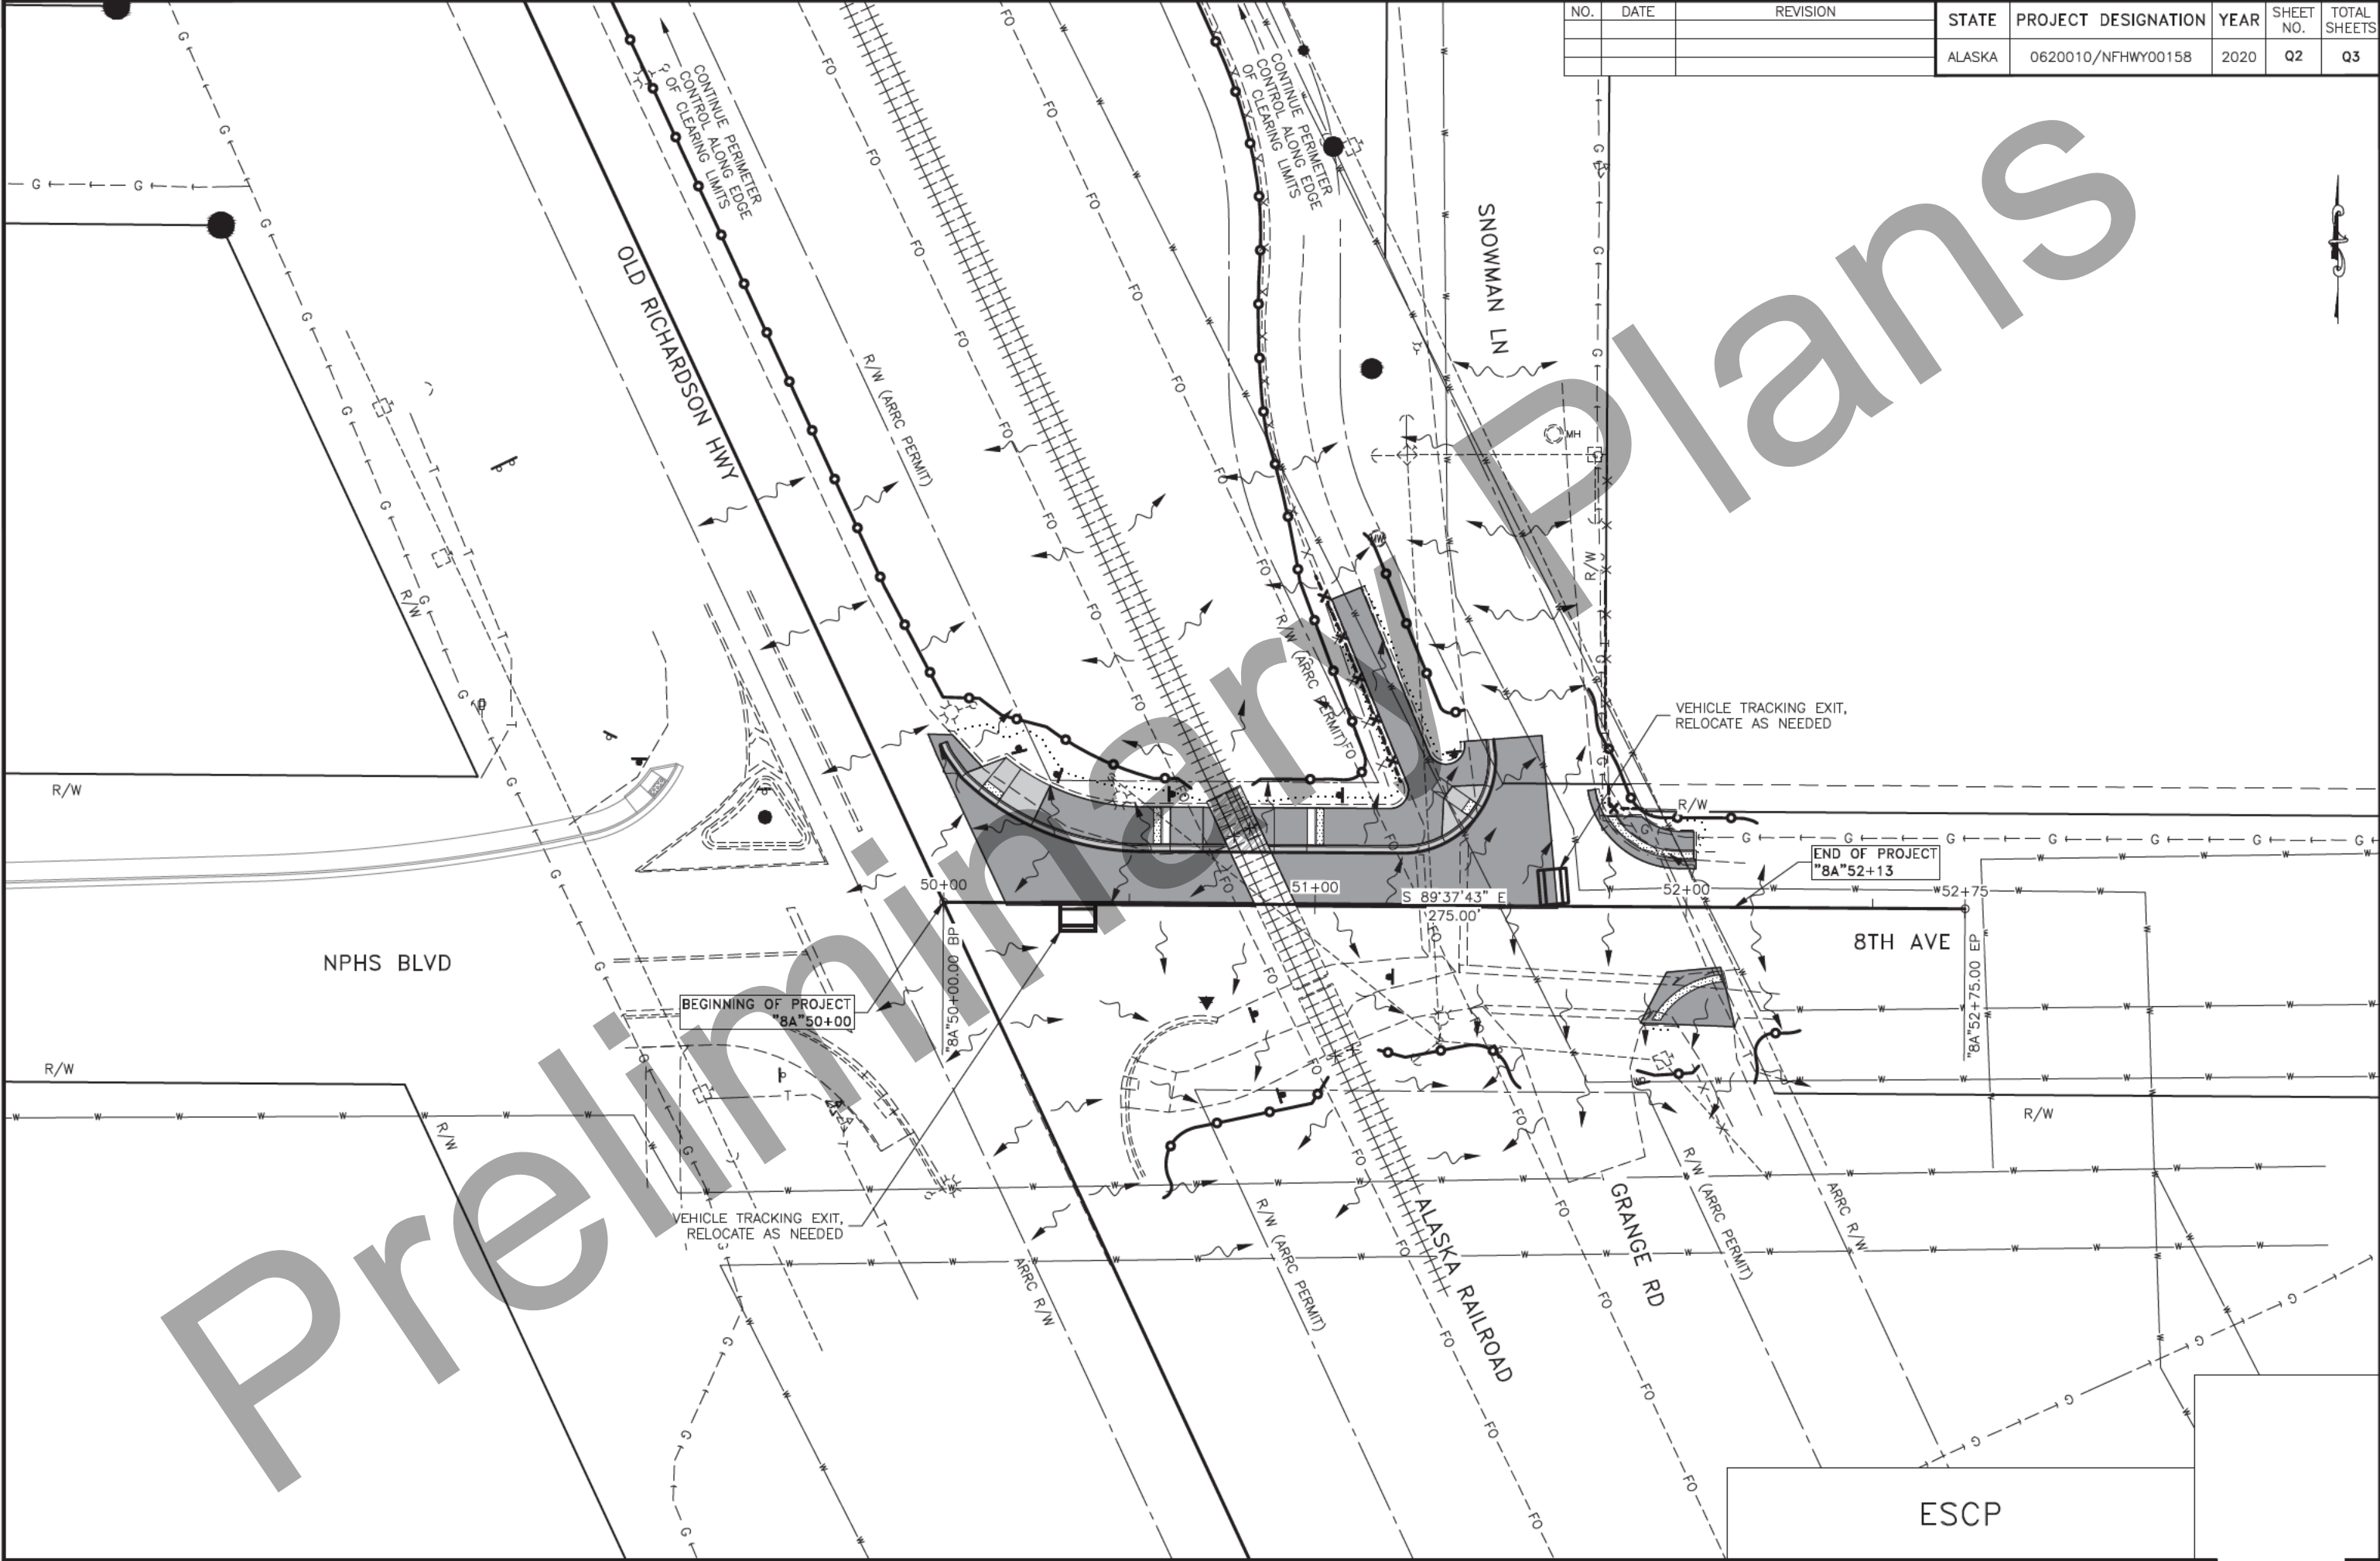 NO.
DATE
REVISION
STATE
PROJECT DESIGNATION
YEAR
SHEET
NO.
TOTAL
SHEETS
ALASKA
0620010/NFHWY00158
2020
Q2
Q3
CONTINUE PERIMETER
CONTROL ALONG EDGE
OF CLEARING LIMITS
CONTINUE PERIMETER
CONTROL ALONG EDGE
OF CLEARING LIMITS
OLD RICHARDSON HWY
SNOWMAN LN
R/W (ARRC PERMIT)
MH
R/W
R/W
R/W (ARRC PERMIT)
VEHICLE TRACKING EXIT,
RELOCATE AS NEEDED
R/W
R/W
END OF PROJECT
"8A"52+13
50+00
51+00
S 89°37'43" E
275.00'
52+00
52+75
NPHS BLVD
8TH AVE
BEGINNING OF PROJECT
"8A"50+00
"8A"50+00.00 BP
"8A"52+75.00 EP
R/W
R/W
R/W
VEHICLE TRACKING EXIT,
RELOCATE AS NEEDED
ARRC R/W
R/W (ARRC PERMIT)
ALASKA RAILROAD
GRANGE RD
R/W (ARRC PERMIT)
ARRC R/W
ESCP
Preliminary Plans